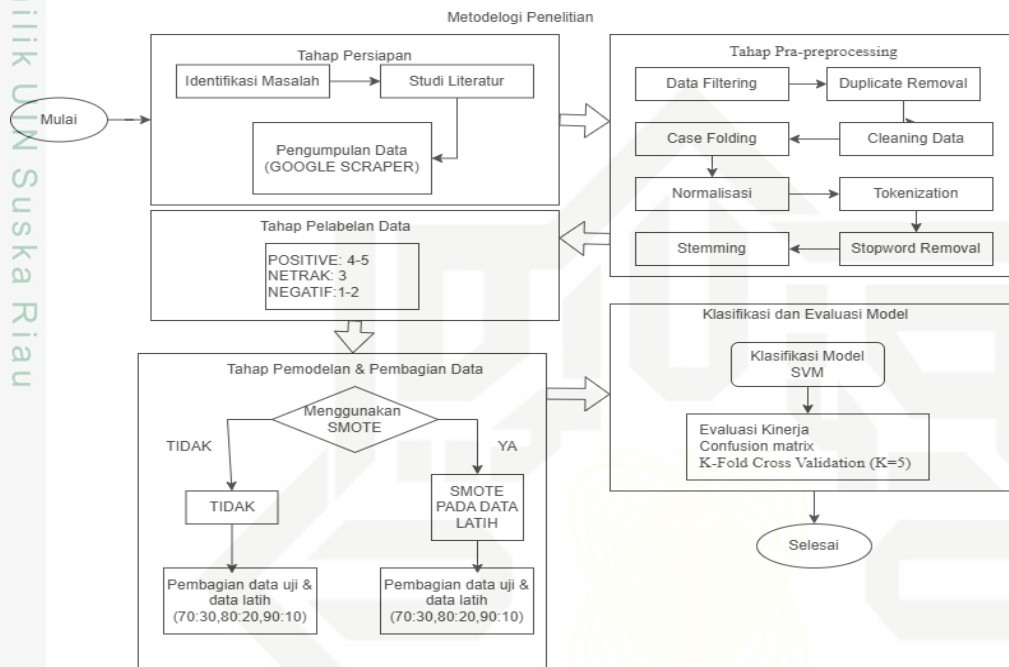 Metodelogi Penelitian
Tahap Persiapan
Identifikasi Masalah
Studi Literatur
Mulai
Pengumpulan Data
(GOOGLE SCRAPER)
Tahap Pra-preprocessing
Data Filtering
Duplicate Removal
Case Folding
Cleaning Data
Normalisasi
Tokenization
Stemming
Stopword Removal
Tahap Pelabelan Data
POSITIVE: 4-5
NETRAK: 3
NEGATIF:1-2
Tahap Pemodelan & Pembagian Data
Menggunakan
SMOTE
TIDAK
YA
TIDAK
SMOTE
PADA DATA
LATIH
Pembagian data uji &
data latih
(70:30,80:20,90:10)
Pembagian data uji &
data latih
(70:30,80:20,90:10)
Klasifikasi dan Evaluasi Model
Klasifikasi Model
SVM
Evaluasi Kinerja
Confusion matrix
K-Fold Cross Validation (K=5)
Selesai
milik UIN Suska Riau